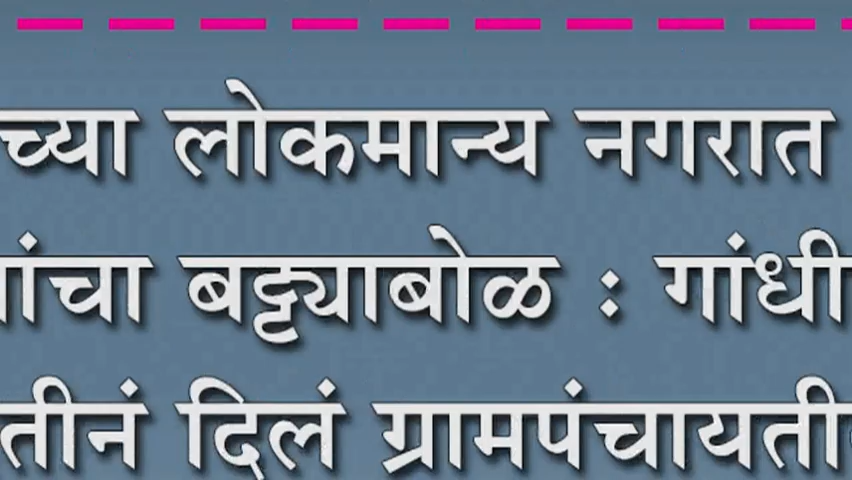 च्या लोकमान्य नगरात
ांचा बट्ट्याबोळ : गांधी
तीनं दिलं ग्रामपंचायती